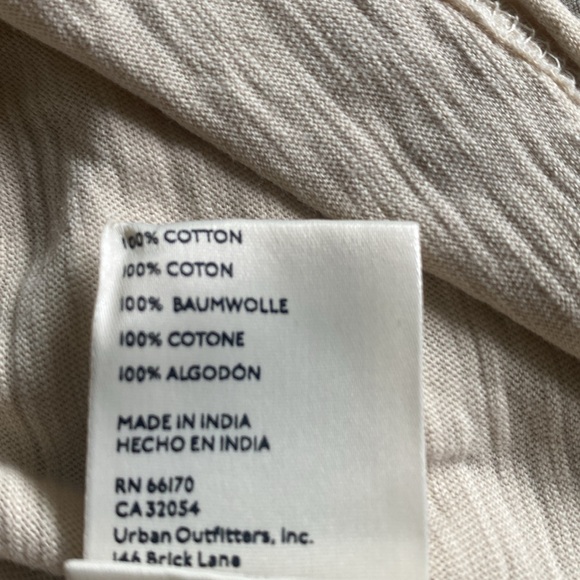 100% COTTON
100% COTON
100% BAUMWOLLE
100% COTONE
100% ALGODÓN
MADE IN INDIA
HECHO EN INDIA
RN 66170
CA 32054
Urban Outfitters, Inc.
146 Brick Lane